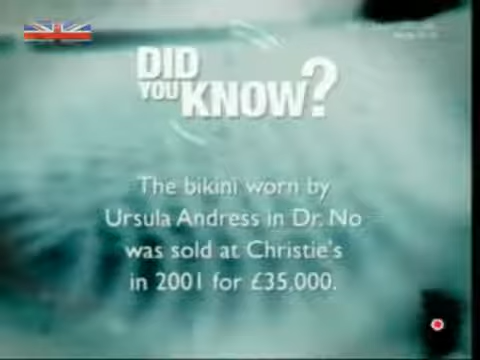 DID
YOU KNOW?
The bikini worn by
Ursula Andress in Dr. No
was sold at Christie's
in 2001 for £35,000.